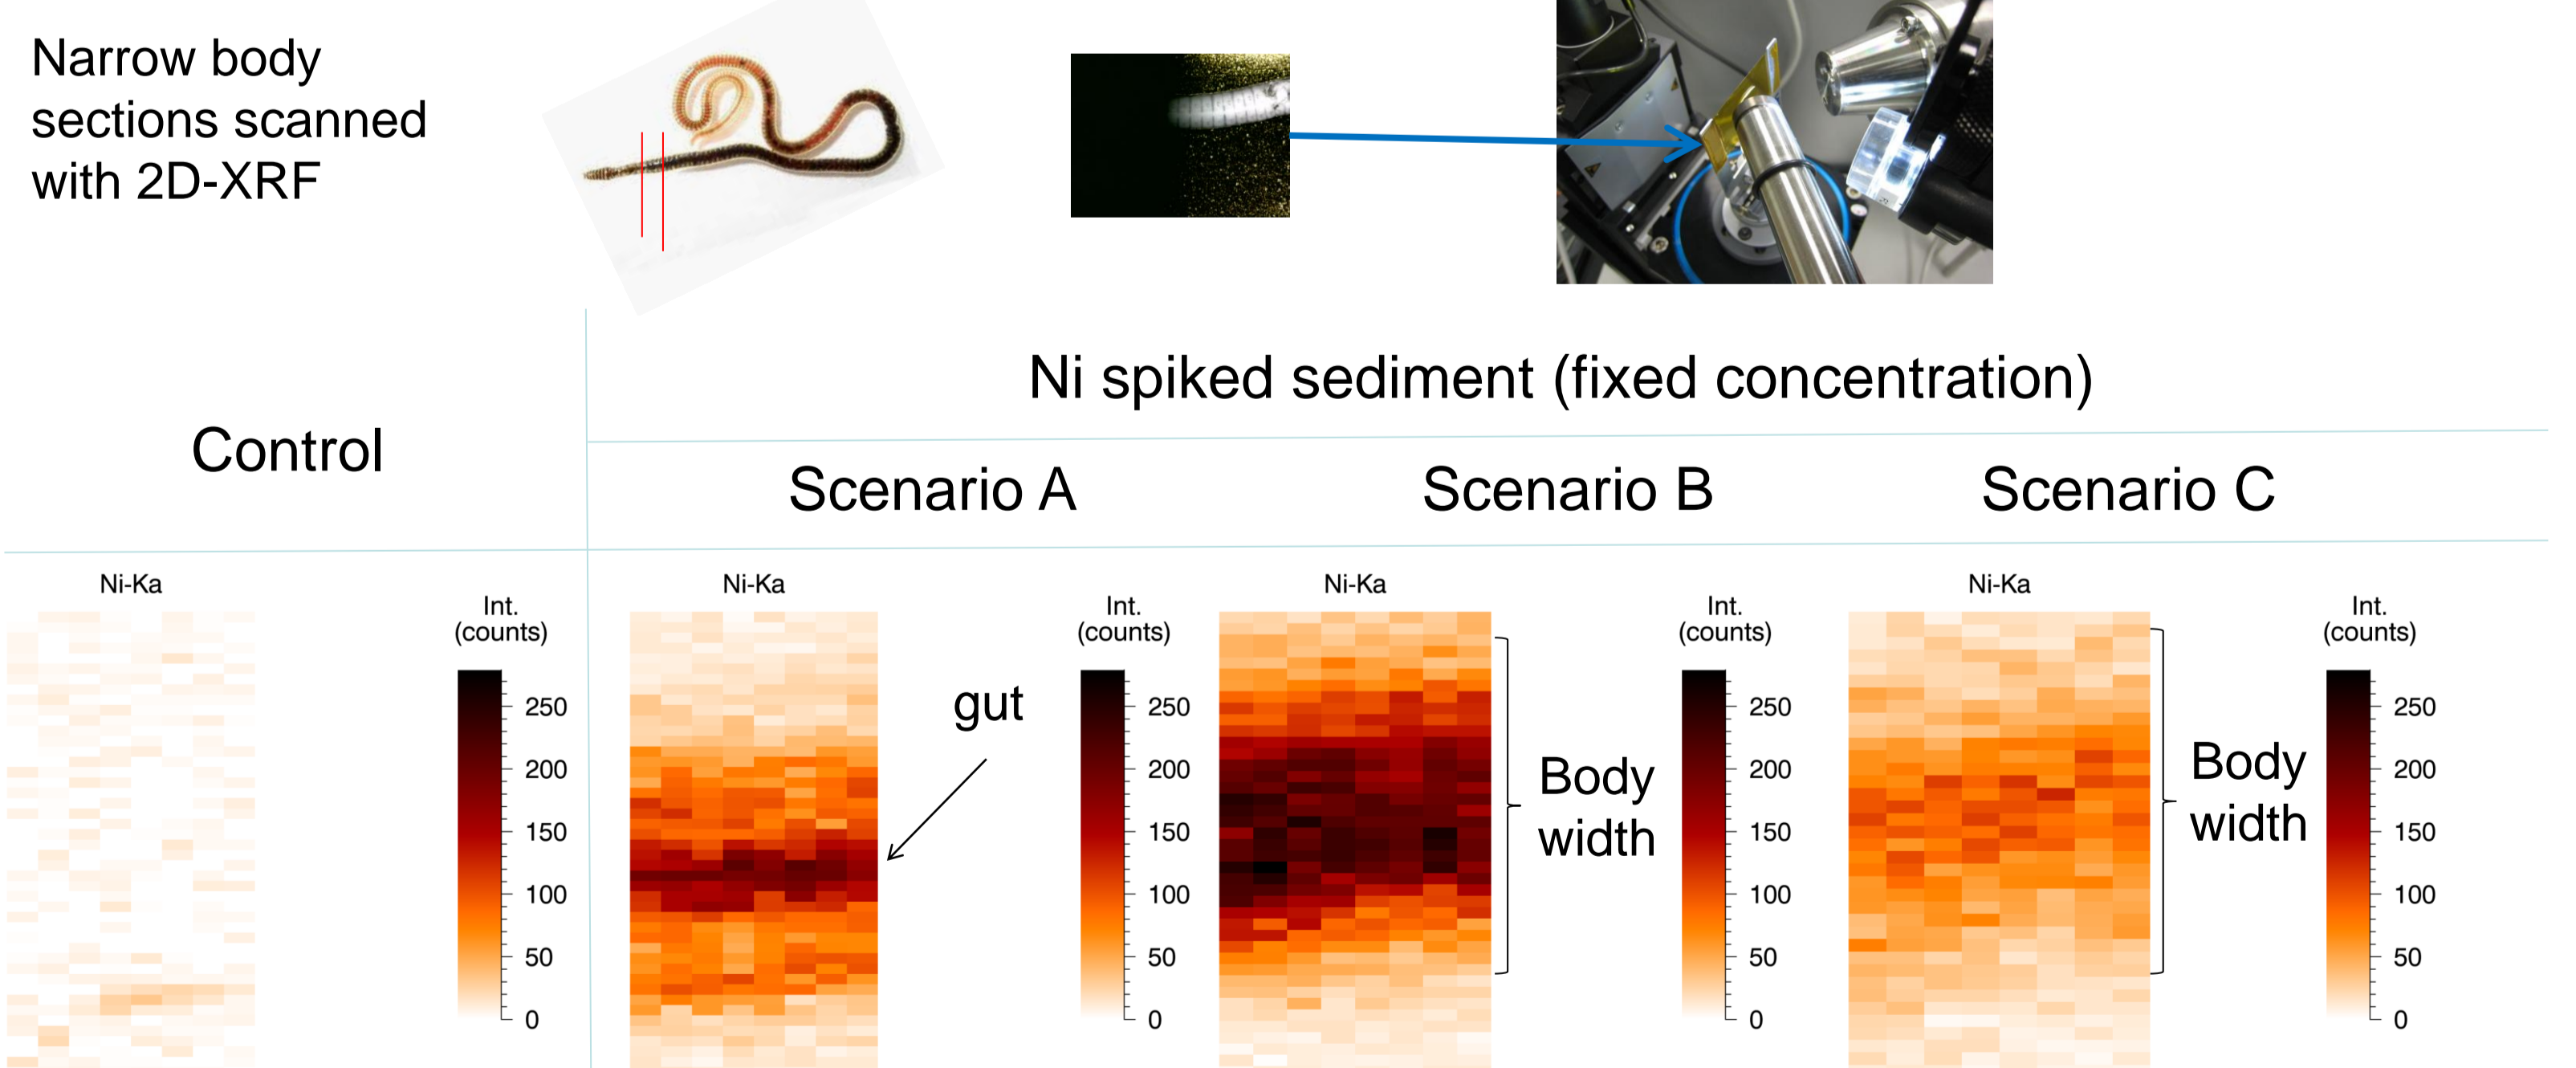 Narrow body
sections scanned
with 2D-XRF
Ni spiked sediment (fixed concentration)
Control
Scenario A
Scenario B
Scenario C
Ni-Ka
Int.
(counts)
250
200
150
100
50
0
Ni-Ka
gut
Int.
(counts)
250
200
150
100
50
0
Ni-Ka
Body
width
Int.
(counts)
250
200
150
100
50
0
Ni-Ka
Body
width
Int.
(counts)
250
200
150
100
50
0